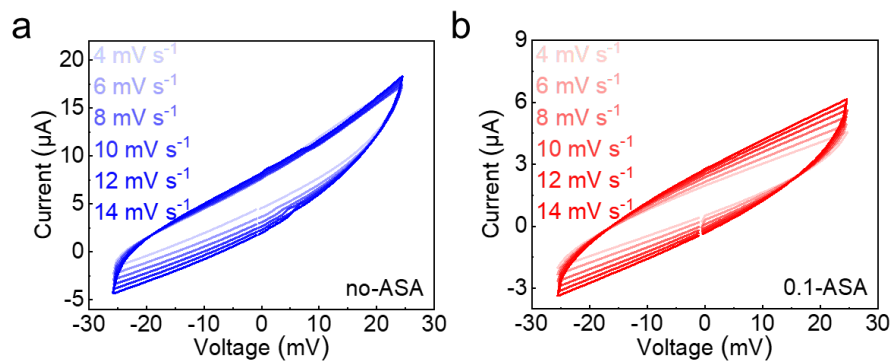 a
4 mV s⁻¹
6 mV s⁻¹
8 mV s⁻¹
10 mV s⁻¹
12 mV s⁻¹
14 mV s⁻¹
no-ASA
Current (μA)
20
15
10
5
0
-5
-30
-20
-10
0
10
20
30
Voltage (mV)
b
4 mV s⁻¹
6 mV s⁻¹
8 mV s⁻¹
10 mV s⁻¹
12 mV s⁻¹
14 mV s⁻¹
0.1-ASA
Current (μA)
9
6
3
0
-3
-30
-20
-10
0
10
20
30
Voltage (mV)